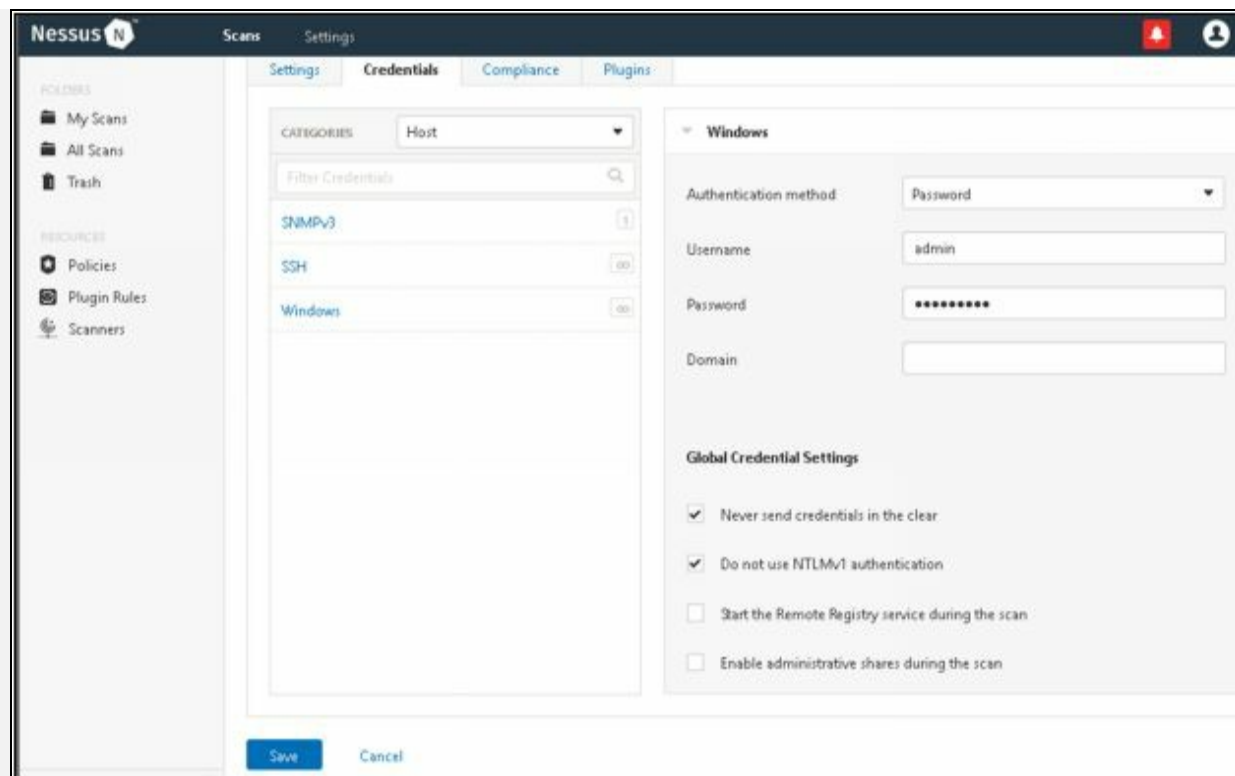 Nessus N
Scans Settings
Settings Credentials Compliance Plugins
FOLDERS
My Scans
All Scans
Trash
RESOURCES
Policies
Plugin Rules
Scanners
CATEGORIES Host
Filter Credentials
SNMPv3 1
SSH ∞
Windows ∞
Windows
Authentication method Password
Username admin
Password •••••••••
Domain
Global Credential Settings
Never send credentials in the clear
Do not use NTLMv1 authentication
Start the Remote Registry service during the scan
Enable administrative shares during the scan
Save Cancel